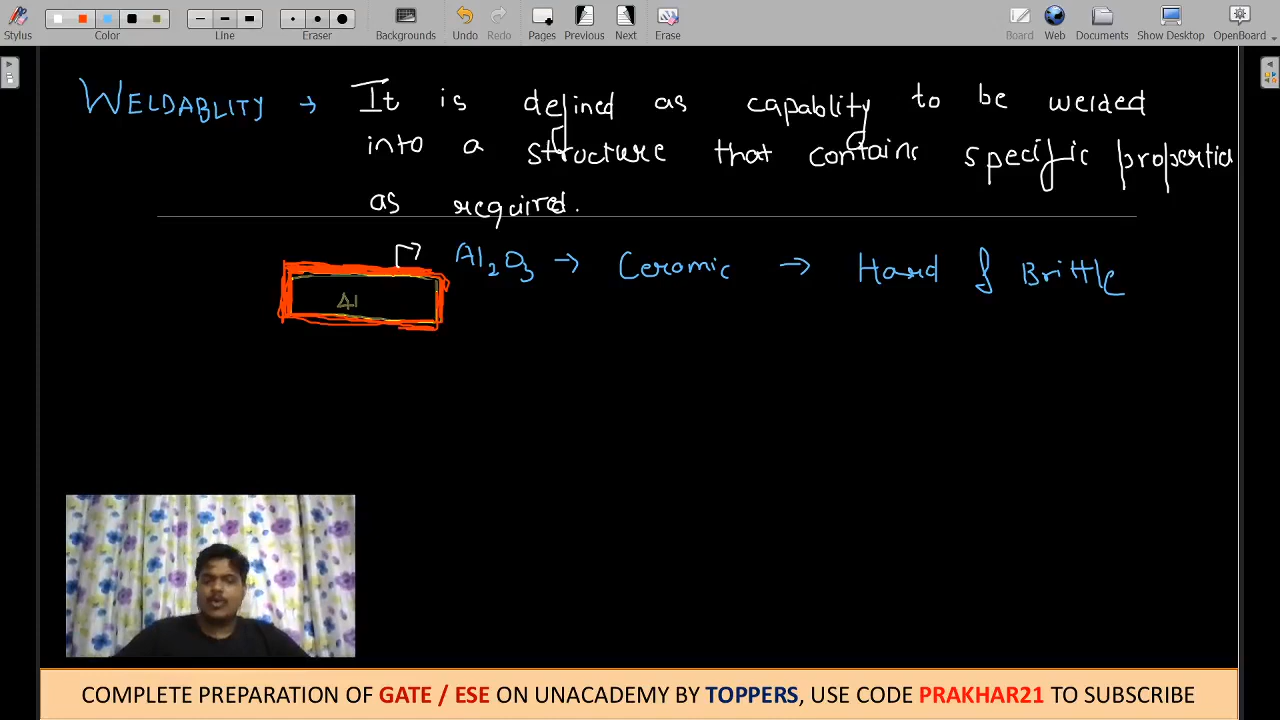 Stylus Color Line Eraser Backgrounds Undo Redo Pages Previous Next Erase Board Web Documents Show Desktop OpenBoard
WELDABLITY → It is defined as capablity to be welded
into a structure that contains specific properties
as required.
Al2O3 → Ceramic → Hard & Brittle
Al
COMPLETE PREPARATION OF GATE / ESE ON UNACADEMY BY TOPPERS, USE CODE PRAKHAR21 TO SUBSCRIBE